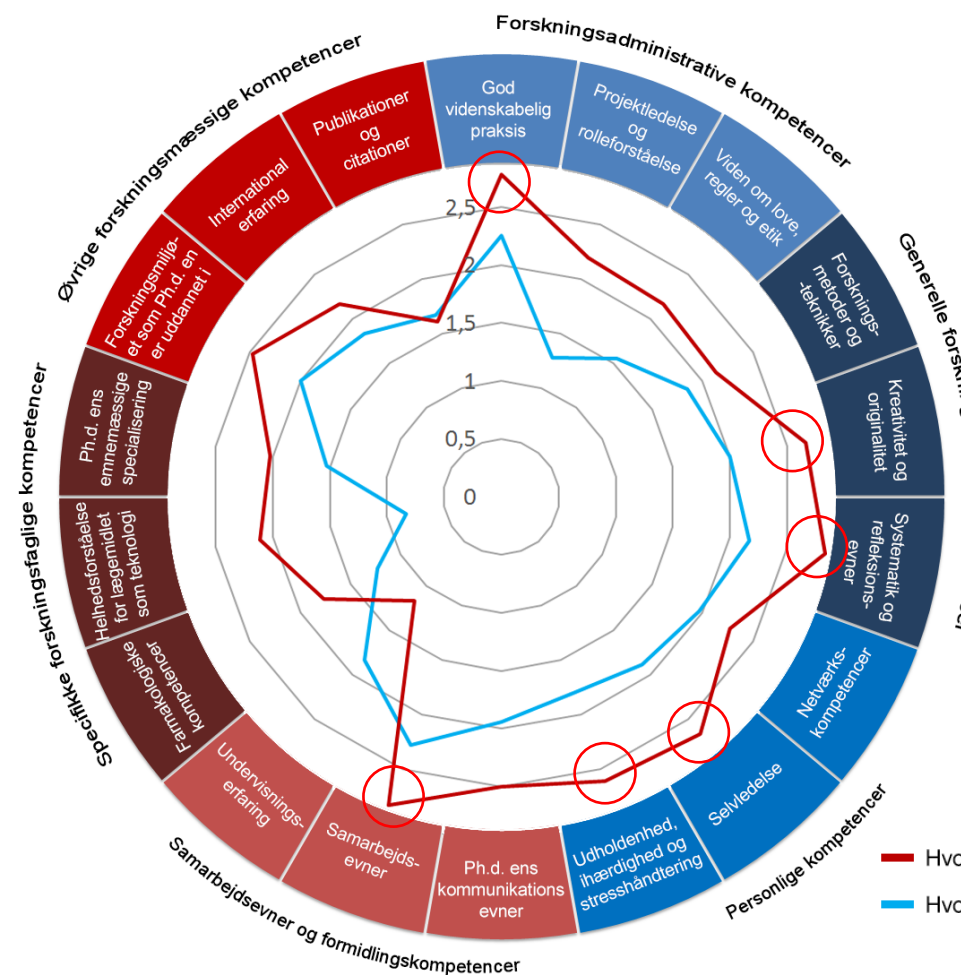 Forskningsadministrative kompetencer
God
videnskabelig
praksis
Projektledelse
og
rolleforståelse
Viden om love,
regler og etik
Generelle
Forsknings-
metoder og
-teknikker
Kreativitet og
originalitet
Systematik og
refleksions-
evner
Personlige kompetencer
Netværks-
kompetencer
Selvledelse
Udholdenhed,
ihærdighed og
stresshåndtering
Samarbejdsevner og formidlingskompetencer
Ph.d. ens
kommunikations
evner
Samarbejds-
evner
Undervisnings-
erfaring
Specifikke forskningsfaglige kompetencer
Farmakologiske
kompetencer
Helhedsforståelse
for lægemidlet
som teknologi
Ph.d. ens
emnemæssige
specialisering
Øvrige forskningsmæssige kompetencer
Forskningsmiljø-
et som Ph.d. en
er uddannet i
International
erfaring
Publikationer
og
citationer
2,5
2
1,5
1
0,5
0
Hvo
Hvo